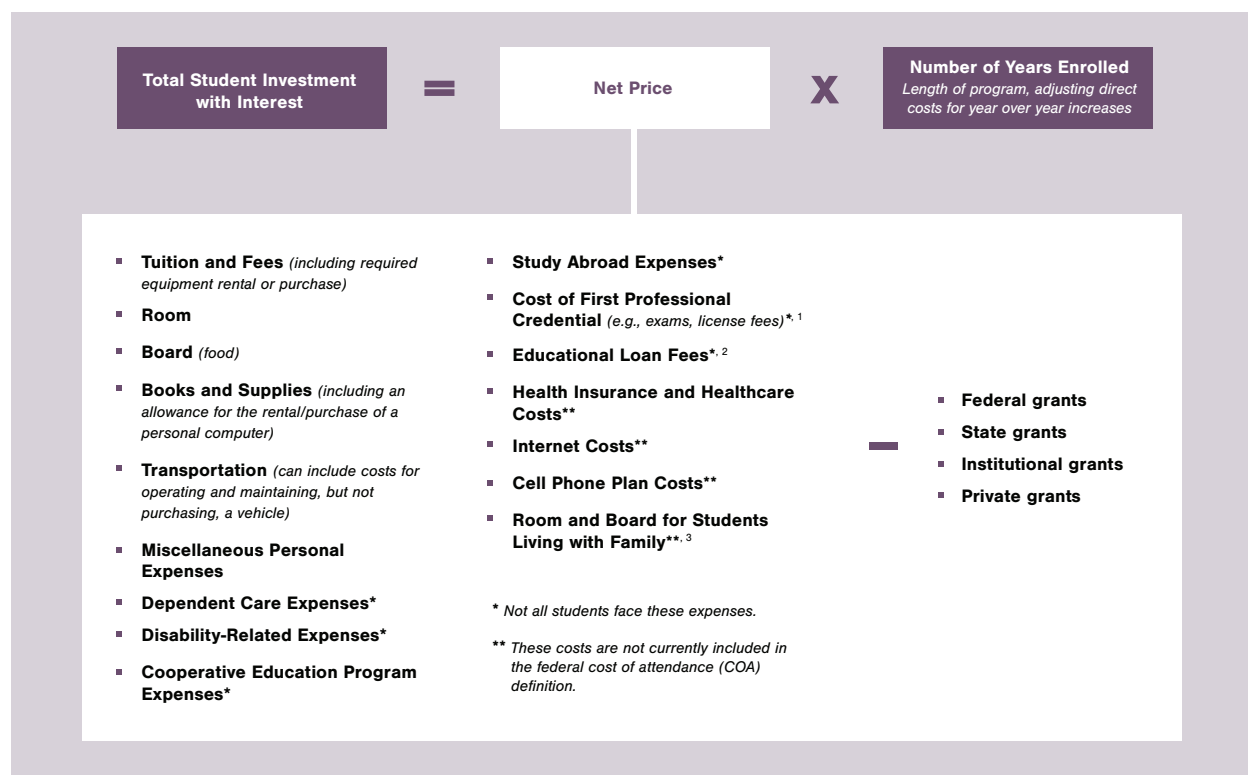 Total Student Investment
with Interest
=
Net Price
X
Number of Years Enrolled
Length of program, adjusting direct
costs for year over year increases
▪ Tuition and Fees (including required
equipment rental or purchase)
▪ Room
▪ Board (food)
▪ Books and Supplies (including an
allowance for the rental/purchase of a
personal computer)
▪ Transportation (can include costs for
operating and maintaining, but not
purchasing, a vehicle)
▪ Miscellaneous Personal
Expenses
▪ Dependent Care Expenses*
▪ Disability-Related Expenses*
▪ Cooperative Education Program
Expenses*
▪ Study Abroad Expenses*
▪ Cost of First Professional
Credential (e.g., exams, license fees)*, 1
▪ Educational Loan Fees*, 2
▪ Health Insurance and Healthcare
Costs**
▪ Internet Costs**
▪ Cell Phone Plan Costs**
▪ Room and Board for Students
Living with Family**, 3
* Not all students face these expenses.
** These costs are not currently included in
the federal cost of attendance (COA)
definition.
–
▪ Federal grants
▪ State grants
▪ Institutional grants
▪ Private grants